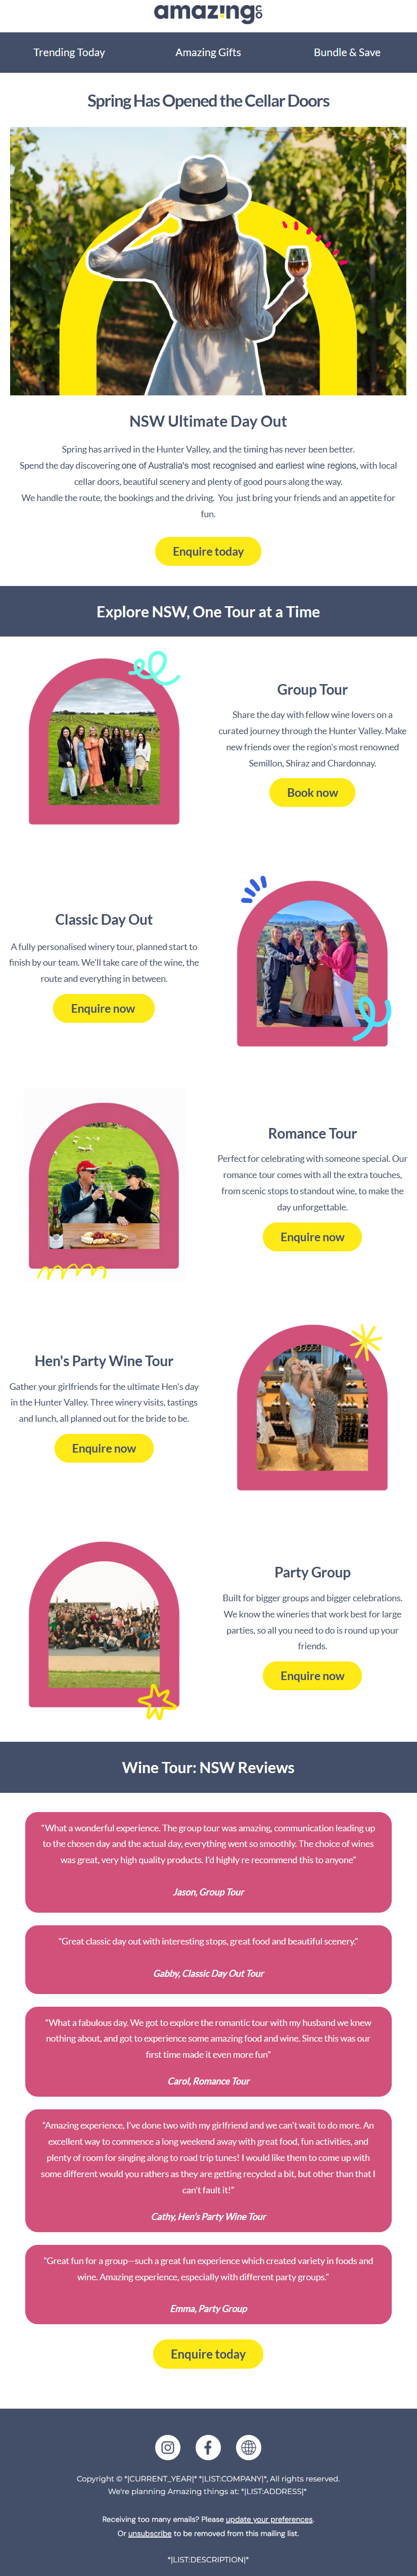 amazing co
Trending Today
Amazing Gifts
Bundle & Save
Spring Has Opened the Cellar Doors
NSW Ultimate Day Out
Spring has arrived in the Hunter Valley, and the timing has never been better.
Spend the day discovering one of Australia's most recognised and earliest wine regions, with local
cellar doors, beautiful scenery and plenty of good pours along the way.
We handle the route, the bookings and the driving. You just bring your friends and an appetite for
fun.
Enquire today
Explore NSW, One Tour at a Time
Group Tour
Share the day with fellow wine lovers on a
curated journey through the Hunter Valley. Make
new friends over the region's most renowned
Semillon, Shiraz and Chardonnay.
Book now
Classic Day Out
A fully personalised winery tour, planned start to
finish by our team. We'll take care of the wine, the
route and everything in between.
Enquire now
Romance Tour
Perfect for celebrating with someone special. Our
romance tour comes with all the extra touches,
from scenic stops to standout wine, to make the
day unforgettable.
Enquire now
Hen's Party Wine Tour
Gather your girlfriends for the ultimate Hen's day
in the Hunter Valley. Three winery visits, tastings
and lunch, all planned out for the bride to be.
Enquire now
Party Group
Built for bigger groups and bigger celebrations.
We know the wineries that work best for large
parties, so all you need to do is round up your
friends.
Enquire now
Wine Tour: NSW Reviews
"What a wonderful experience. The group tour was amazing, communication leading up
to the chosen day and the actual day, everything went so smoothly. The choice of wines
was great, very high quality products. I'd highly re recommend this to anyone"
Jason, Group Tour
"Great classic day out with interesting stops, great food and beautiful scenery."
Gabby, Classic Day Out Tour
"What a fabulous day. We got to explore the romantic tour with my husband we knew
nothing about, and got to experience some amazing food and wine. Since this was our
first time made it even more fun"
Carol, Romance Tour
"Amazing experience, I've done two with my girlfriend and we can't wait to do more. An
excellent way to commence a long weekend away with great food, fun activities, and
plenty of room for singing along to road trip tunes! I would like them to come up with
some different would you rathers as they are getting recycled a bit, but other than that I
can't fault it!"
Cathy, Hen's Party Wine Tour
"Great fun for a group—such a great fun experience which created variety in foods and
wine. Amazing experience, especially with different party groups."
Emma, Party Group
Enquire today
Copyright © *|CURRENT_YEAR|* *|LIST:COMPANY|*, All rights reserved.
We're planning Amazing things at: *|LIST:ADDRESS|*
Receiving too many emails? Please update your preferences.
Or unsubscribe to be removed from this mailing list.
*|LIST:DESCRIPTION|*